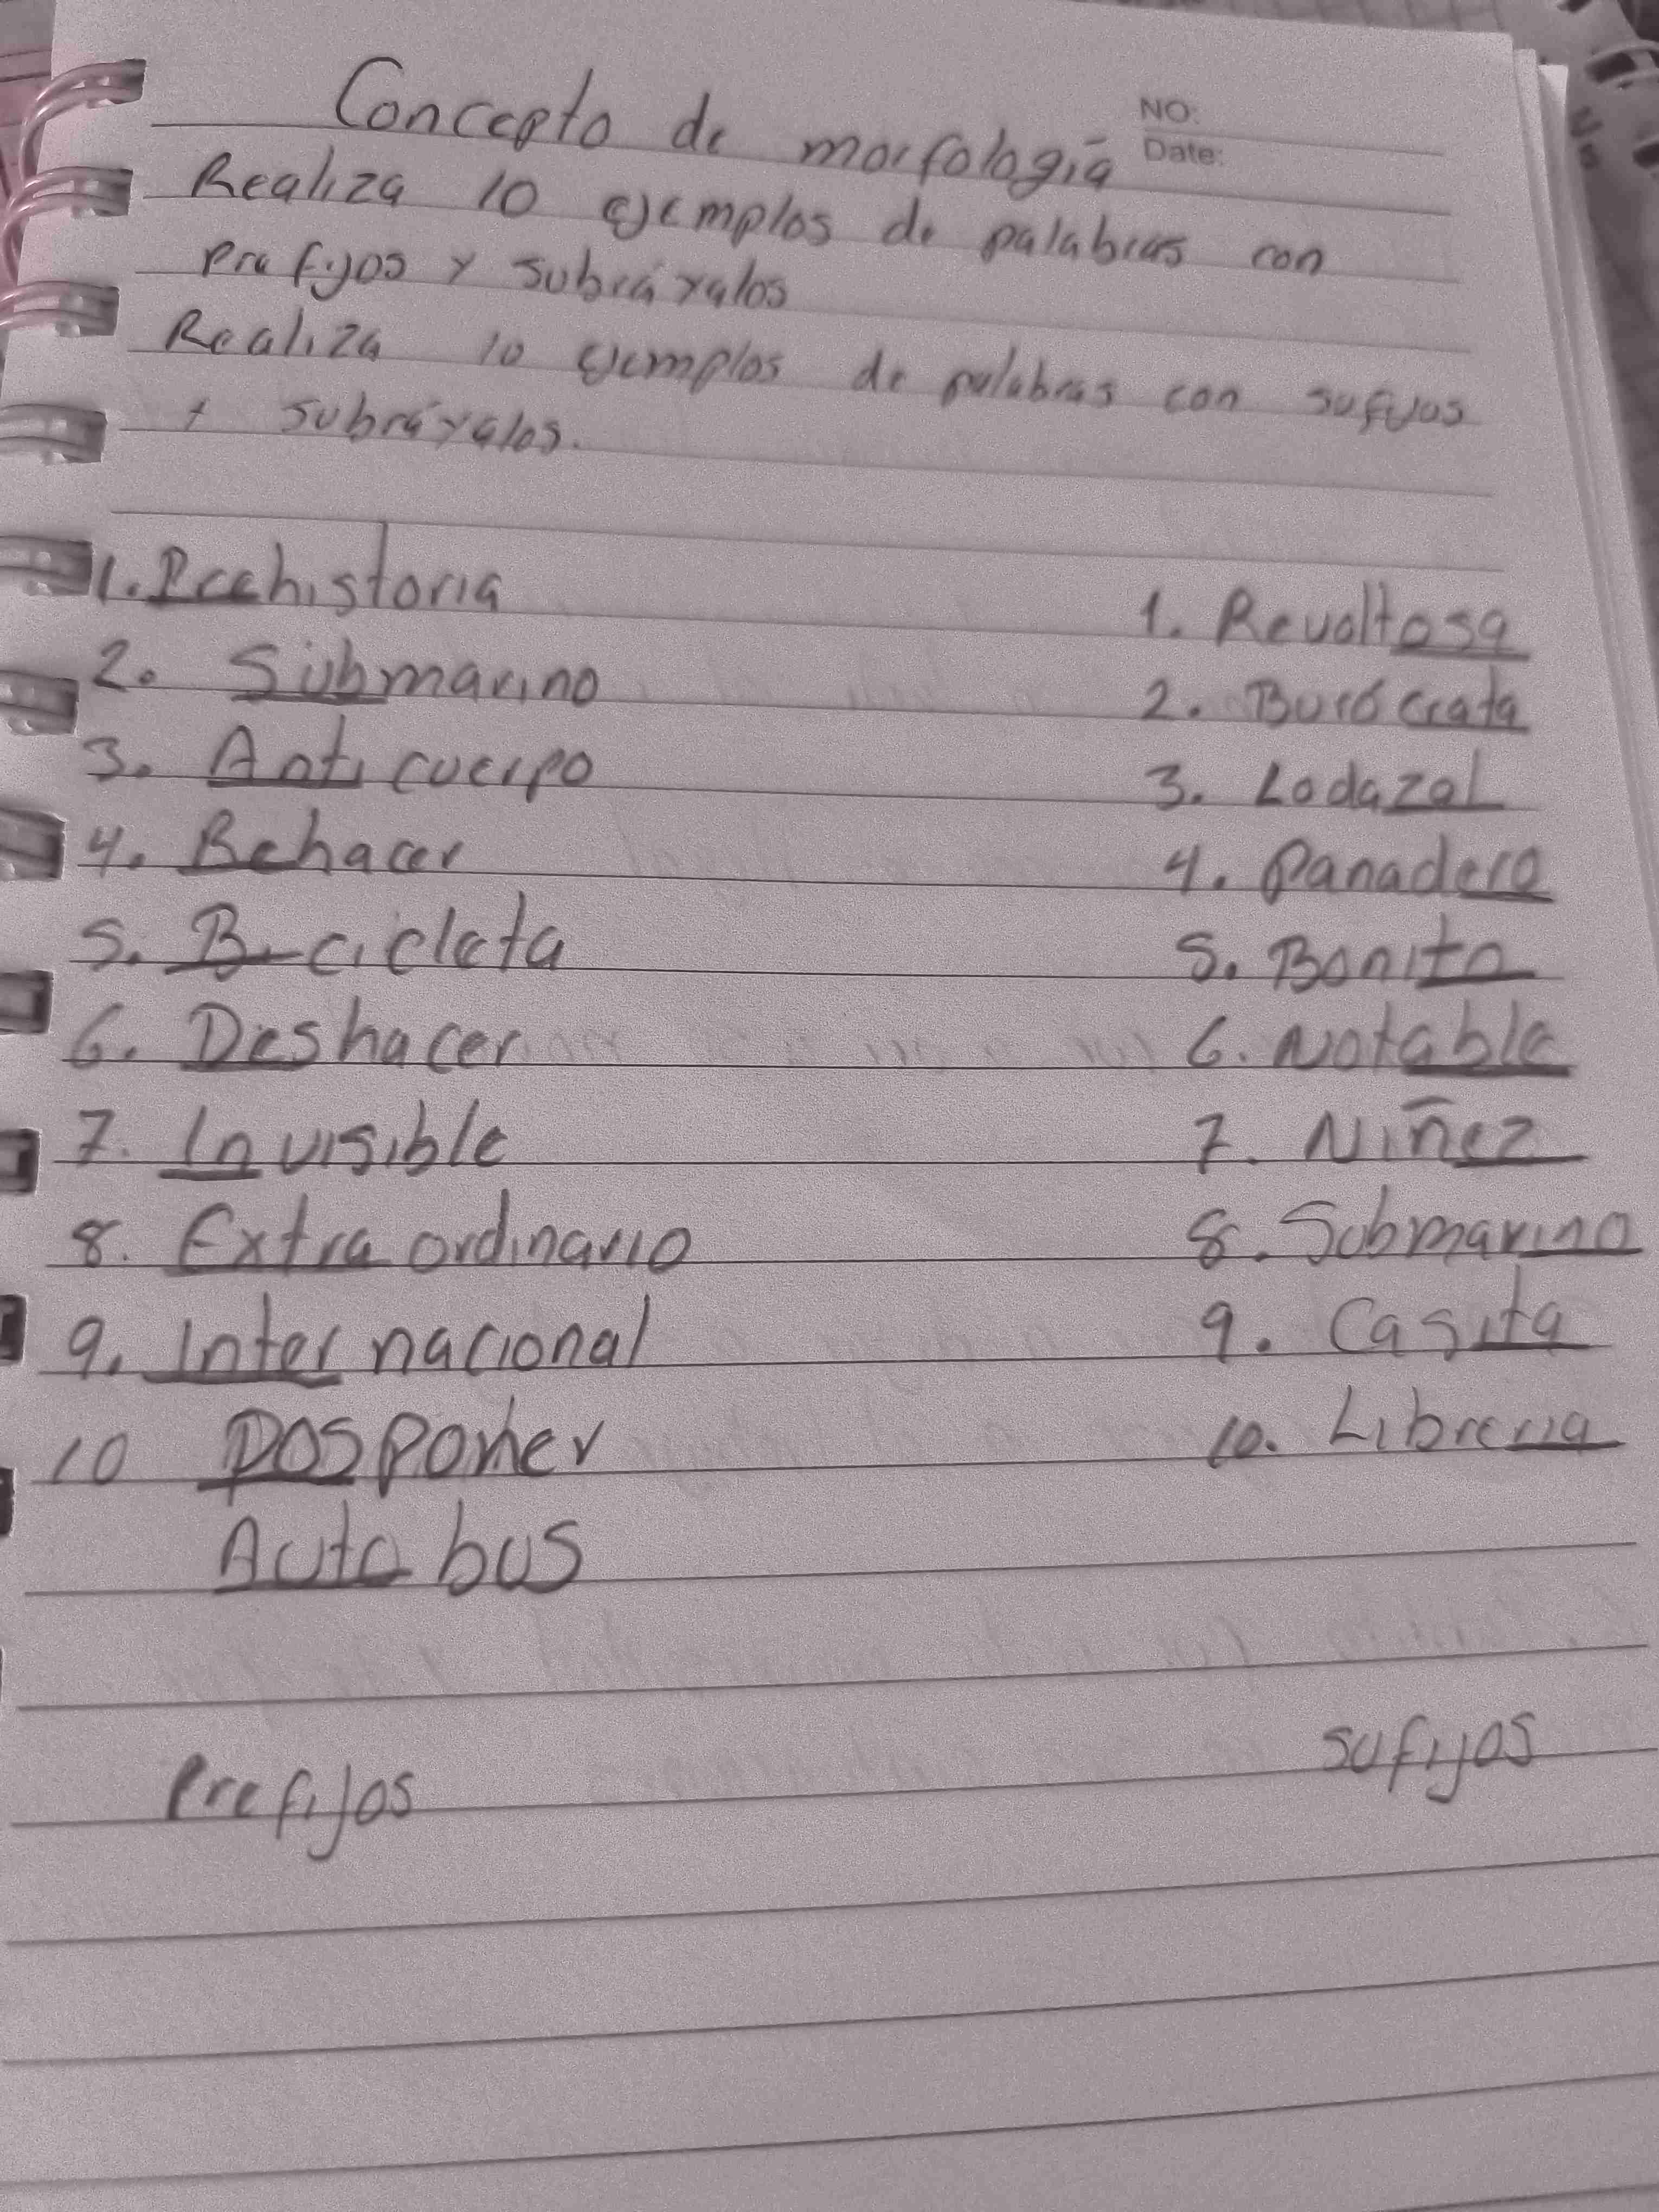 Concepto de morfología
NO:
Date:
Realiza 10 ejemplos de palabras con
prefijos y subráyalos
Realiza 10 ejemplos de palabras con sufijos
y subráyalos.
1. Prehistoria
1. Revoltosa
2. Submarino
2. Burócrata
3. Anticuerpo
3. Lodazal
4. Rehacer
4. Panadero
5. Bicicleta
5. Bonito
6. Deshacer
6. Notable
7. Invisible
7. Niñez
8. Extraordinario
8. Submarino
9. Internacional
9. Casita
10 Posponer
10. Libreria
Autobus
Prefijos
sufijos